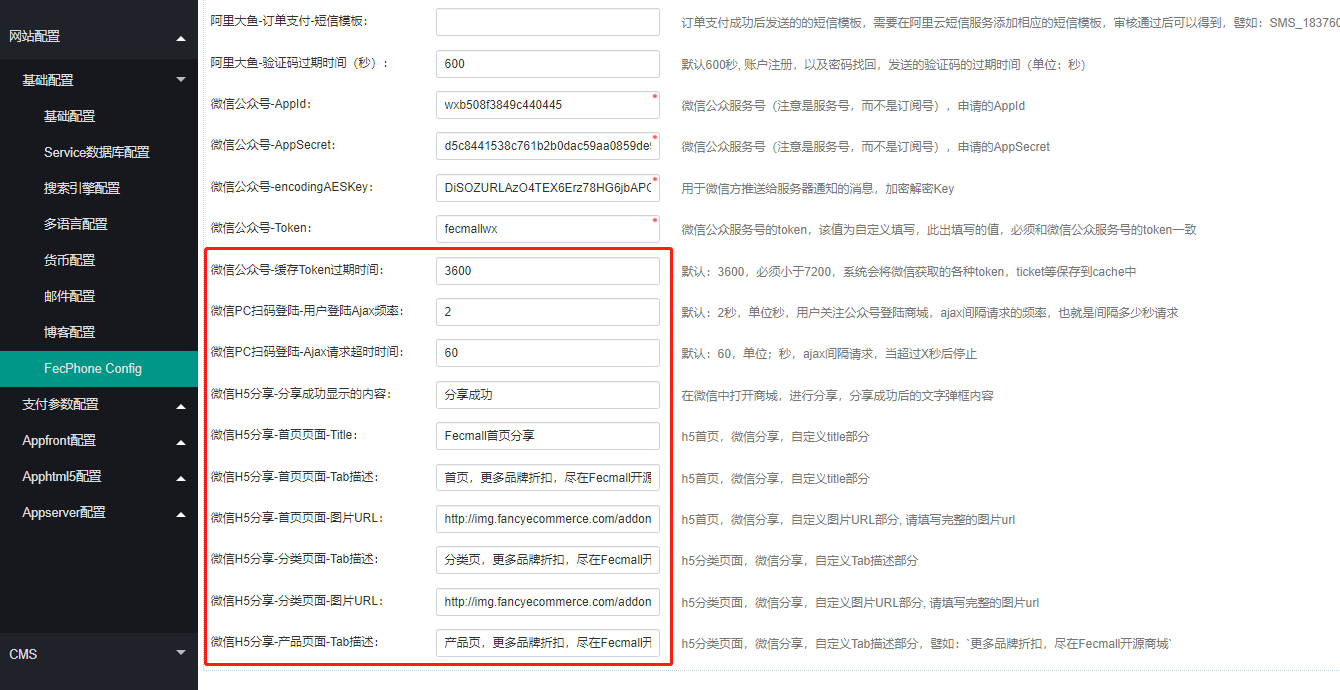 网站配置
基础配置
基础配置
Service数据库配置
搜索引擎配置
多语言配置
货币配置
邮件配置
博客配置
FecPhone Config
支付参数配置
Appfront配置
Apphtml5配置
Appserver配置
CMS
阿里大鱼-订单支付-短信模板: 订单支付成功后发送的的短信模板，需要在阿里云短信服务添加相应的短信模板，审核通过后可以得到，譬如：SMS_183760
阿里大鱼-验证码过期时间（秒）: 600 默认600秒, 账户注册，以及密码找回，发送的验证码的过期时间（单位：秒）
微信公众号-AppId: wxb508f3849c440445 * 微信公众服务号（注意是服务号，而不是订阅号），申请的AppId
微信公众号-AppSecret: d5c8441538c761b2b0dac59aa0859de * 微信公众服务号（注意是服务号，而不是订阅号），申请的AppSecret
微信公众号-encodingAESKey: DiSOZURLAzO4TEX6Erz78HG6jbAPC * 用于微信方推送给服务器通知的消息，加密解密Key
微信公众号-Token: fecmallwx * 微信公众服务号的token，该值为自定义填写，此出填写的值，必须和微信公众服务号的token一致
微信公众号-缓存Token过期时间: 3600 默认：3600，必须小于7200，系统会将微信获取的各种token，ticket等保存到cache中
微信PC扫码登陆-用户登陆Ajax频率: 2 默认：2秒，单位秒，用户关注公众号登陆商城，ajax间隔请求的频率，也就是间隔多少秒请求
微信PC扫码登陆-Ajax请求超时时间: 60 默认：60，单位；秒，ajax间隔请求，当超过X秒后停止
微信H5分享-分享成功显示的内容: 分享成功 在微信中打开商城，进行分享，分享成功后的文字弹框内容
微信H5分享-首页页面-Title: Fecmall首页分享 h5首页，微信分享，自定义title部分
微信H5分享-首页页面-Tab描述: 首页，更多品牌折扣，尽在Fecmall开源 h5首页，微信分享，自定义title部分
微信H5分享-首页页面-图片URL: http://img.fancyecommerce.com/addon h5首页，微信分享，自定义图片URL部分, 请填写完整的图片url
微信H5分享-分类页面-Tab描述: 分类页，更多品牌折扣，尽在Fecmall开 h5分类页面，微信分享，自定义Tab描述部分
微信H5分享-分类页面-图片URL: http://img.fancyecommerce.com/addon h5分类页面，微信分享，自定义图片URL部分, 请填写完整的图片url
微信H5分享-产品页面-Tab描述: 产品页，更多品牌折扣，尽在Fecmall开 h5分类页面，微信分享，自定义Tab描述部分，譬如：`更多品牌折扣，尽在Fecmall开源商城`